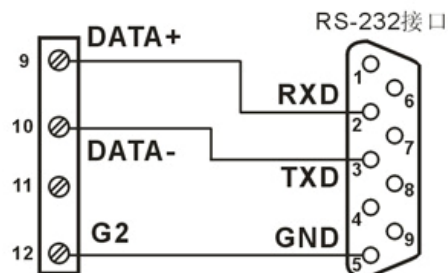 RS-232接口
DATA+
9
1
6
RXD
2
10
7
DATA-
3
TXD
11
8
4
G2
GND
9
12
5